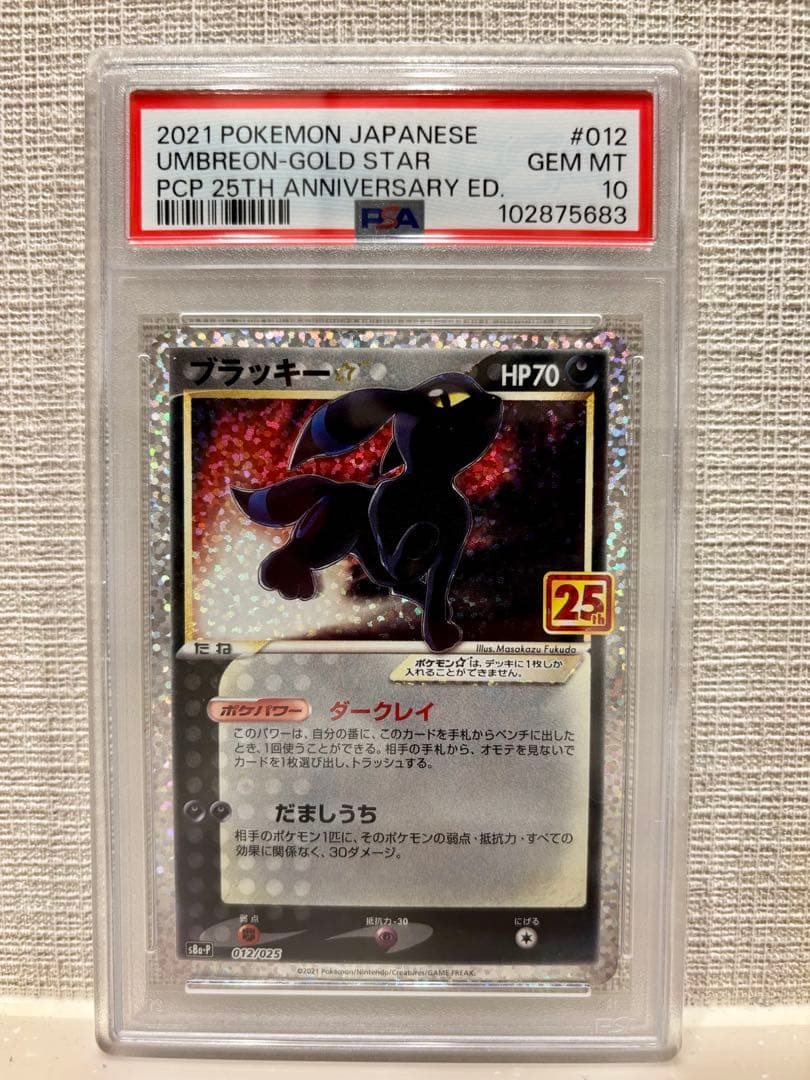 2021 POKEMON JAPANESE #012
UMBREON-GOLD STAR GEM MT
PCP 25TH ANNIVERSARY ED. 10
PSA 102875683
ブラッキー☆ HP70
25th
たね
Illus. Masakazu Fukuda
ポケモン☆は、デッキに1枚しか
入れることができません。
ポケパワー ダークレイ
このパワーは、自分の番に、このカードを手札からベンチに出した
とき、1回使うことができる。相手の手札から、オモテを見ないで
カードを1枚選び出し、トラッシュする。
だましうち
相手のポケモン1匹に、そのポケモンの弱点・抵抗力・すべての
効果に関係なく、30ダメージ。
弱点 抵抗力 -30 にげる
s8a-P 012/025
©2021 Pokémon/Nintendo/Creatures/GAME FREAK.